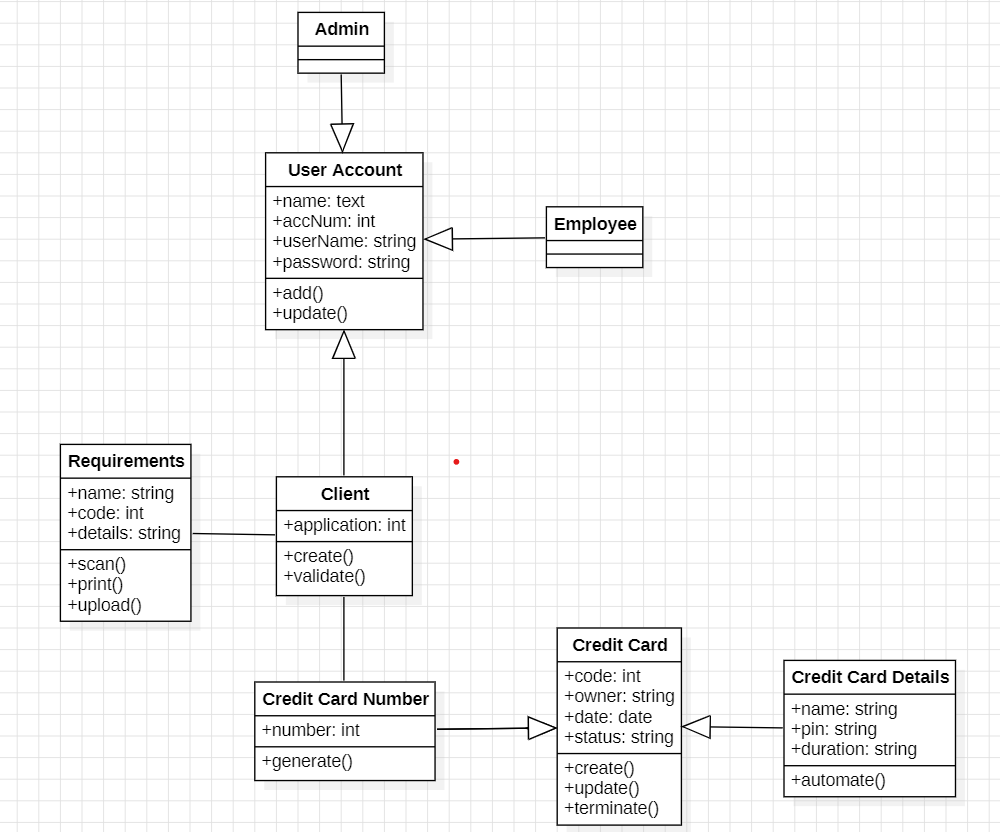 Admin
User Account
+name: text
+accNum: int
+userName: string
+password: string
+add()
+update()
Employee
Requirements
+name: string
+code: int
+details: string
+scan()
+print()
+upload()
Client
+application: int
+create()
+validate()
Credit Card Number
+number: int
+generate()
Credit Card
+code: int
+owner: string
+date: date
+status: string
+create()
+update()
+terminate()
Credit Card Details
+name: string
+pin: string
+duration: string
+automate()